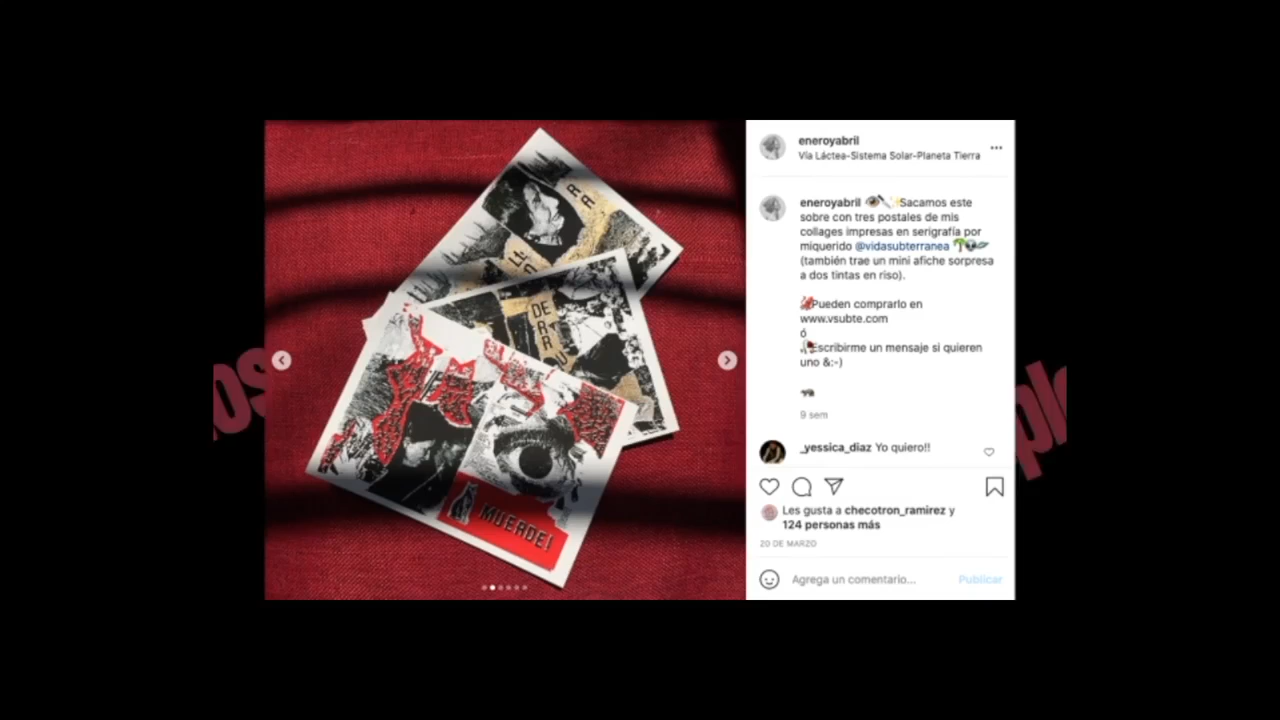 eneroyabril
Vía Láctea-Sistema Solar-Planeta Tierra
eneroyabril Sacamos este
sobre con tres postales de mis
collages impresas en serigrafía por
miquerido @vidasubterranea
(también trae un mini afiche sorpresa
a dos tintas en riso).
Pueden comprarlo en
www.vsubte.com
ó
Escribirme un mensaje si quieren
uno &:-)
9 sem
_yessica_diaz Yo quiero!!
Les gusta a checotron_ramirez y
124 personas más
20 DE MARZO
Agrega un comentario...
Publicar
DE
RR
MUERDE!